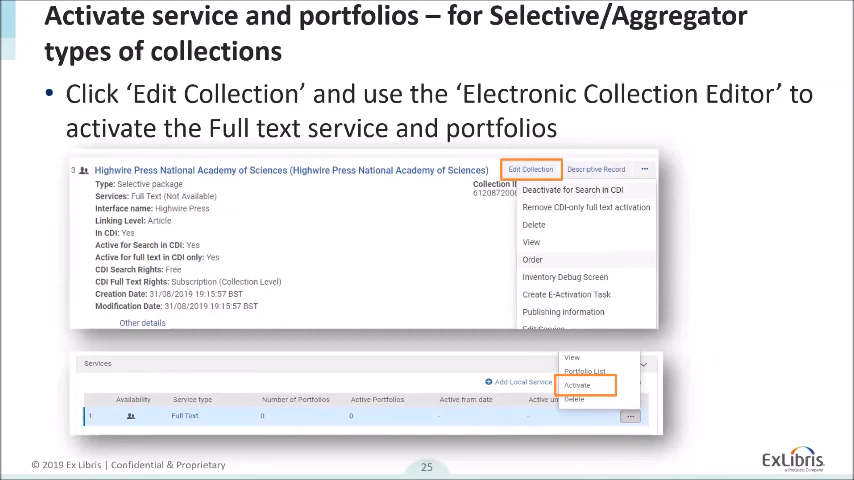 Activate service and portfolios – for Selective/Aggregator
types of collections
• Click ‘Edit Collection’ and use the ‘Electronic Collection Editor’ to
activate the Full text service and portfolios
3 Highwire Press National Academy of Sciences (Highwire Press National Academy of Sciences) Edit Collection Descriptive Record ...
Type: Selective package
Collection
Services: Full Text (Not Available)
Interface name: Highwire Press
Linking Level: Article
In CDI: Yes
Active for Search in CDI: Yes
Active for full text in CDI only: Yes
CDI Search Rights: Free
CDI Full Text Rights: Subscription (Collection Level)
Creation Date: 31/08/2019 19:15:57 BST
Modification Date: 31/08/2019 19:15:57 BST
Other details
Deactivate for Search in CDI
Remove CDI-only full text activation
Delete
View
Order
Inventory Debug Screen
Create E-Activation Task
Publishing information
Edit Service
Services
View
Portfolio List
Activate
Delete
Add Local Service
Availability Service type Number of Portfolios Active Portfolios Active from date Active un
1 Full Text 0 0 - - ...
© 2019 Ex Libris | Confidential & Proprietary
25
ExLibris
a ProQuest Company